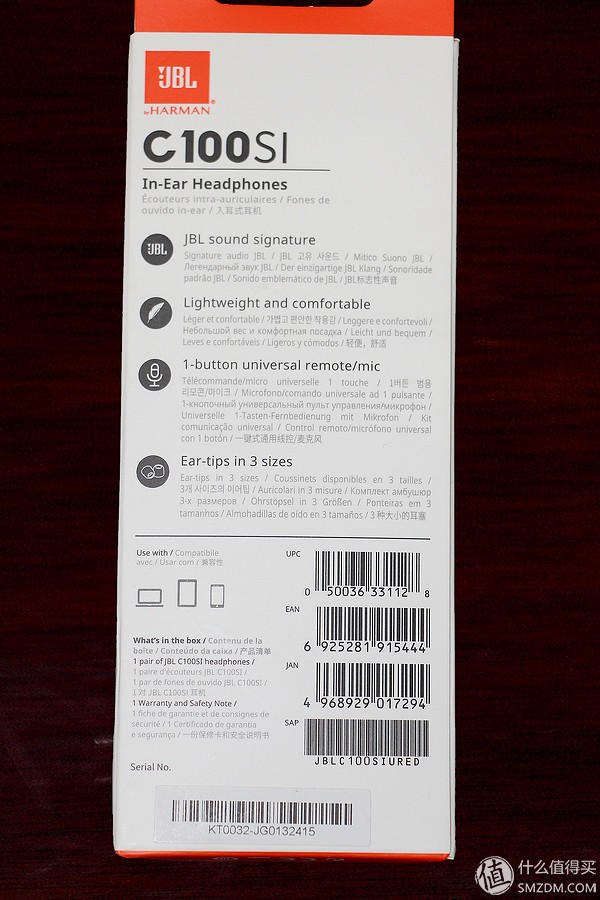 JBL
by HARMAN
C100SI
In-Ear Headphones
Écouteurs intra-auriculaires / Fones de
ouvido in-ear / 入耳式耳机
JBL
JBL sound signature
Signature audio JBL / JBL 고유 사운드 / Mitico Suono JBL /
Легендарный звук JBL / Der einzigartige JBL Klang / Sonoridade
padrão JBL / Sonido emblemático de JBL / JBL标志性声音
Lightweight and comfortable
Léger et confortable / 가볍고 편안한 착용감 / Leggere e confortevoli /
Небольшой вес и комфортная посадка / Leicht und bequem /
Leves e confortáveis / Ligeros y cómodos / 轻便，舒适
1-button universal remote/mic
Télécommande/micro universelle 1 touche / 1버튼 범용
리모콘/마이크 / Microfono/comando universale ad 1 pulsante /
1-кнопочный универсальный пульт управления/микрофон /
Universelle 1-Tasten-Fernbedienung mit Mikrofon / Kit
comunicação universal / Control remoto/micrófono universal
con 1 botón / 一键式通用线控/麦克风
Ear-tips in 3 sizes
Ear-tips in 3 sizes / Coussinets disponibles en 3 tailles /
3개 사이즈의 이어팁 / Auricolari in 3 misure / Комплект амбушюр
3-х размеров / Ohrstöpsel in 3 Größen / Ponteiras em 3
tamanhos / Almohadillas de oído en 3 tamaños / 3 种大小的耳塞
Use with / Compatible
avec / Usar com / 兼容性
What's in the box / Contenu de la
boîte / Conteúdo da caixa / 产品清单
1 pair of JBL C100SI headphones /
1 paire d'écouteurs JBL C100SI /
1 par de fones de ouvido JBL C100SI /
1 对 JBL C100SI 耳机
1 Warranty and Safety Note /
1 fiche de garantie et de consignes de
sécurité / 1 Certificado de garantia
e segurança / 一份保修卡和安全说明书
Serial No.
UPC
0 50036 33112 8
EAN
6 925281 915444
JAN
4 968929 017294
SAP
JBLC100SIURED
KT0032-JG0132415
值 什么值得买
SMZDM.COM